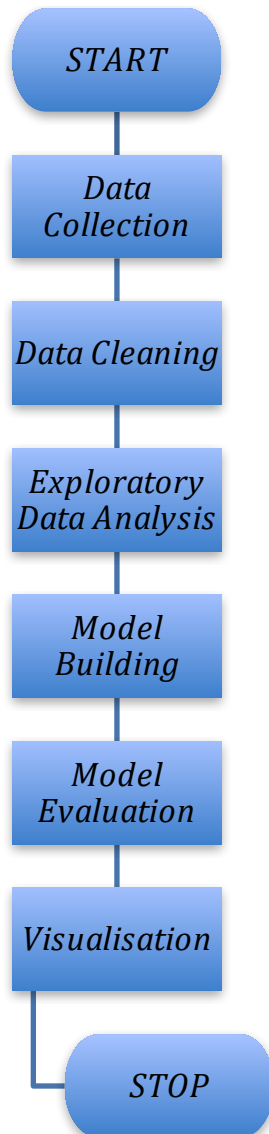 START
Data
Collection
Data Cleaning
Exploratory
Data Analysis
Model
Building
Model
Evaluation
Visualisation
STOP